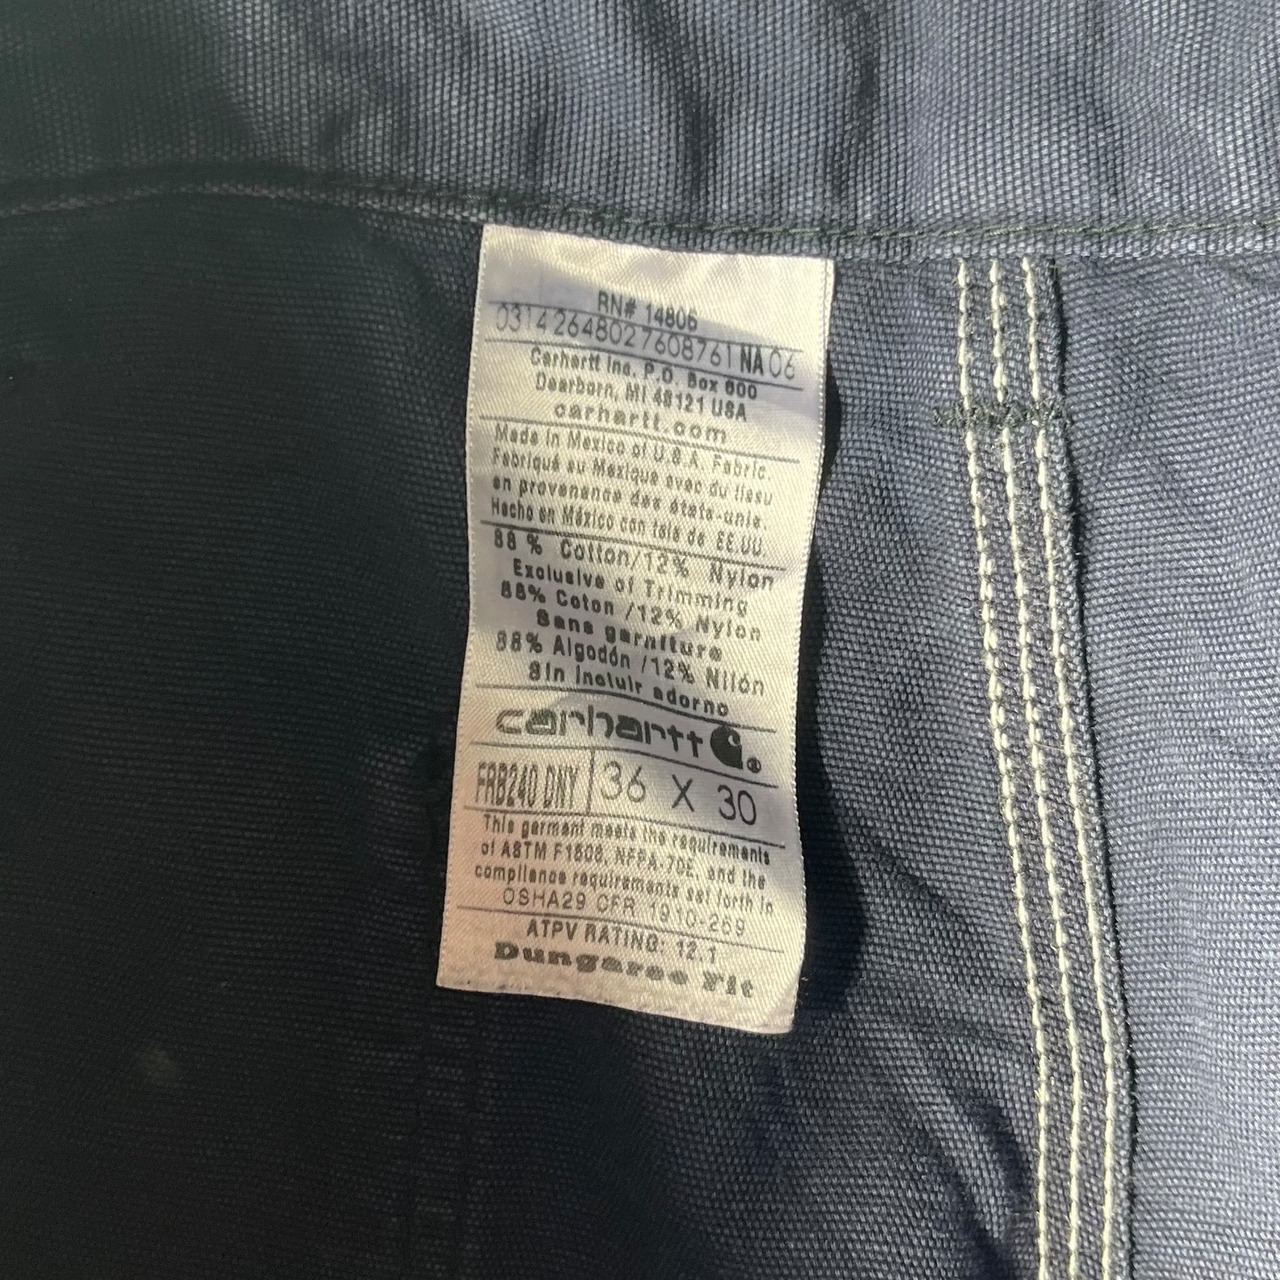 RN# 14806
03142648027608761 NA 06
Carhartt Inc. P.O. Box 600
Dearborn, MI 48121 USA
carhartt.com
Made in Mexico of U.S.A. Fabric.
Fabriqué au Mexique avec du tissu
en provenance des états-unis.
Hecho en México con tela de EE.UU.
88 % Cotton/12% Nylon
Exclusive of Trimming
88% Coton /12% Nylon
Sans garniture
88% Algodón /12% Nilón
Sin incluir adorno
carhartt ®
FRB240 DNY 36 X 30
This garment meets the requirements
of ASTM F1506, NFPA-70E, and the
compliance requirements set forth in
OSHA29 CFR 1910-269
ATPV RATING: 12.1
Dungaree Fit